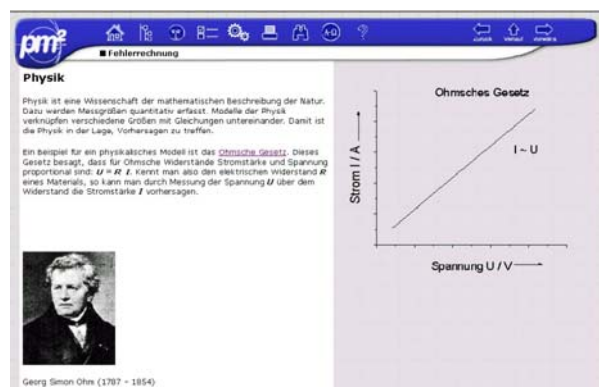 pm²
zurück Verlauf vorwärts
Fehlerrechnung
Physik
Physik ist eine Wissenschaft der mathematischen Beschreibung der Natur.
Dazu werden Messgrößen quantitativ erfasst. Modelle der Physik
verknüpfen verschiedene Größen mit Gleichungen untereinander. Damit ist
die Physik in der Lage, Vorhersagen zu treffen.
Ein Beispiel für ein physikalisches Modell ist das Ohmsche Gesetz. Dieses
Gesetz besagt, dass für Ohmsche Widerstände Stromstärke und Spannung
proportional sind: U = R I. Kennt man also den elektrischen Widerstand R
eines Materials, so kann man durch Messung der Spannung U über dem
Widerstand die Stromstärke I vorhersagen.
Georg Simon Ohm (1787 - 1854)
Ohmsches Gesetz
I ~ U
Strom I / A
Spannung U / V